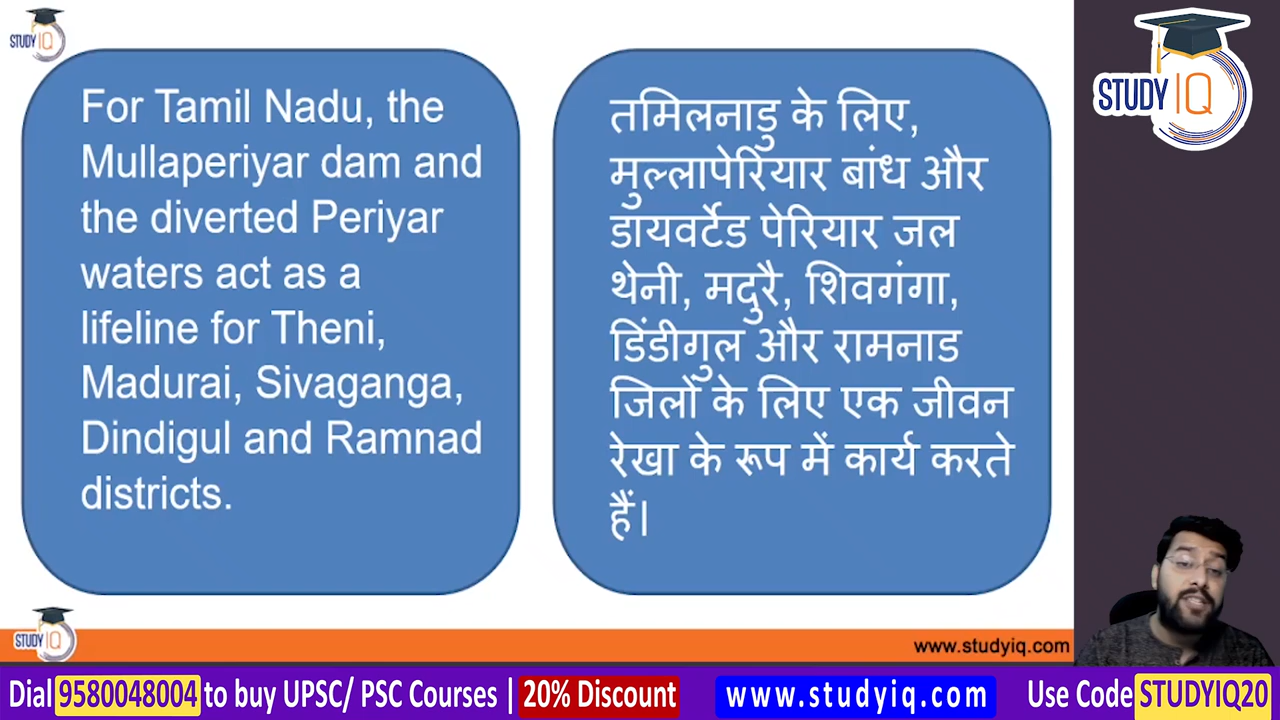 STUDY IQ
For Tamil Nadu, the
Mullaperiyar dam and
the diverted Periyar
waters act as a
lifeline for Theni,
Madurai, Sivaganga,
Dindigul and Ramnad
districts.
तमिलनाडु के लिए,
मुल्लापेरियार बांध और
डायवर्टेड पेरियार जल
थेनी, मदुरै, शिवगंगा,
डिंडीगुल और रामनाड
जिलों के लिए एक जीवन
रेखा के रूप में कार्य करते
हैं।
STUDY IQ
STUDY IQ
www.studyiq.com
Dial 9580048004 to buy UPSC/ PSC Courses | 20% Discount www.studyiq.com Use Code STUDYIQ20